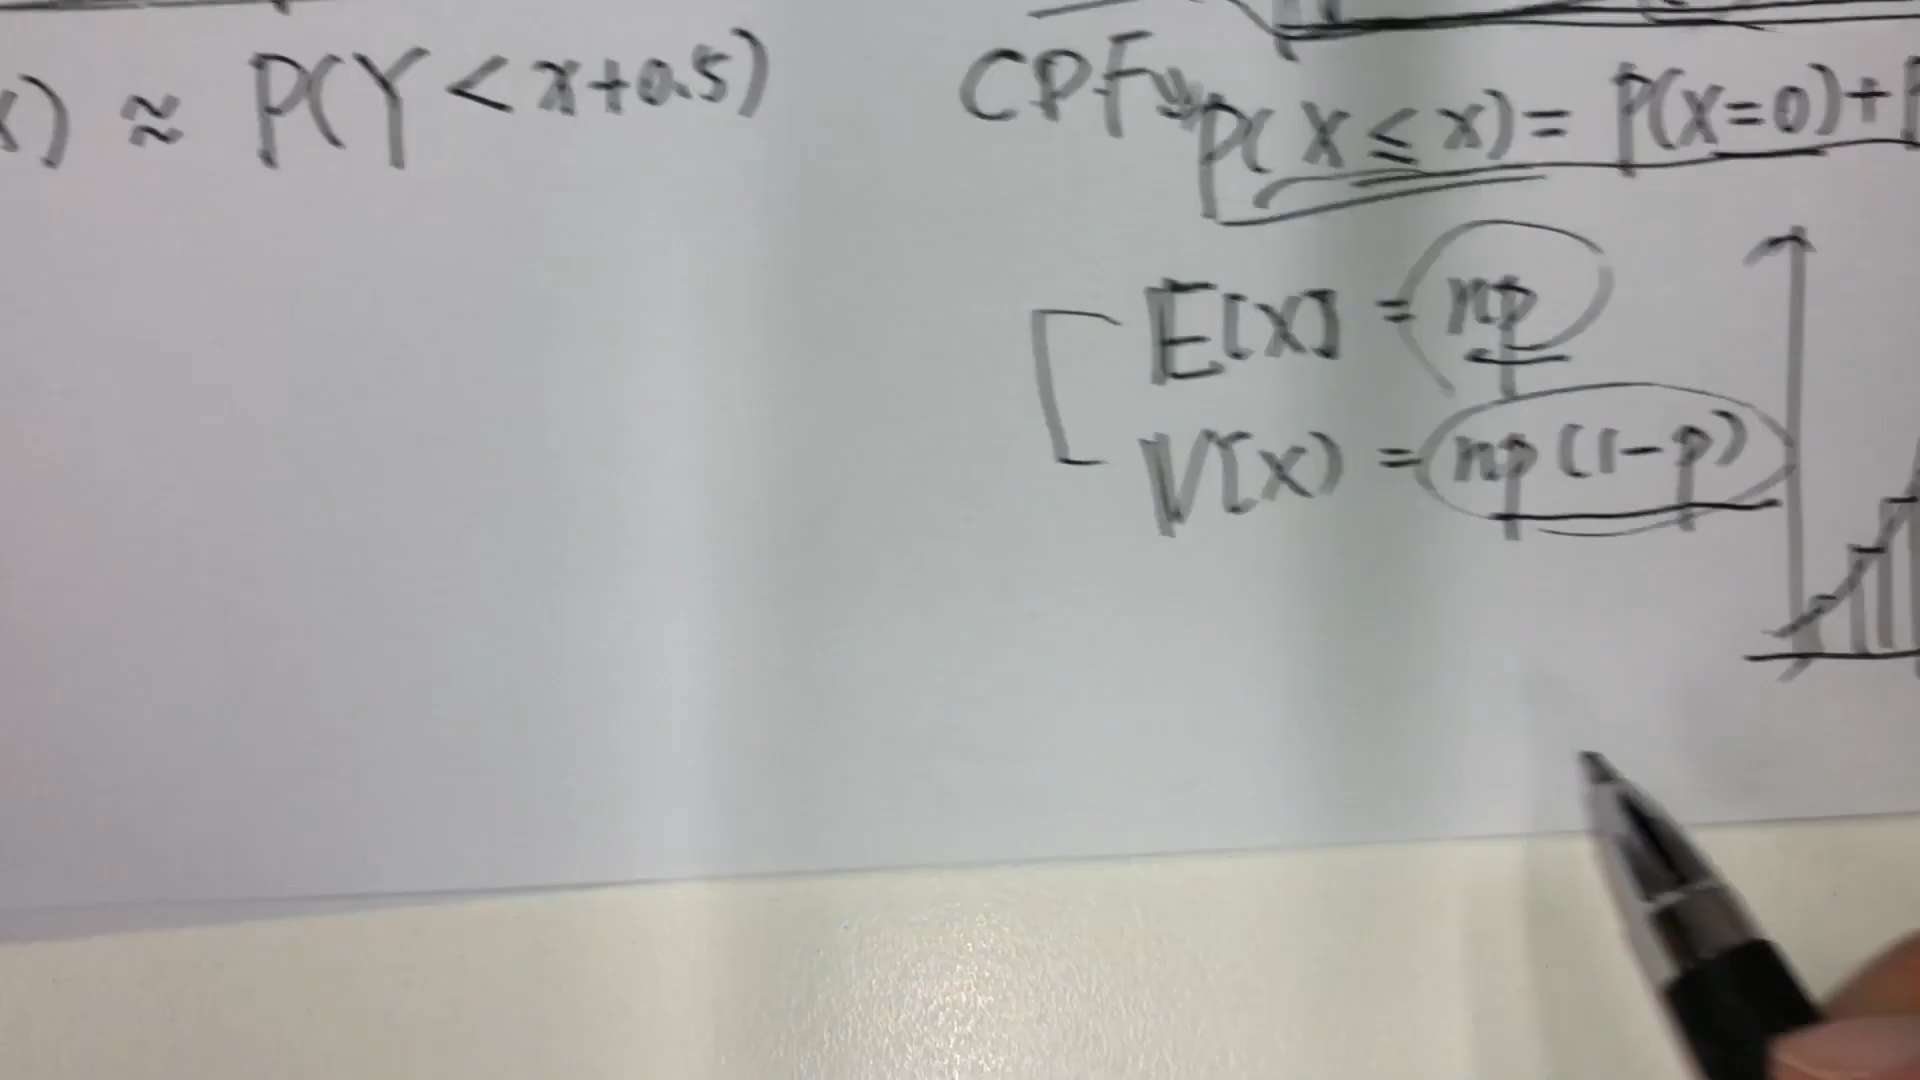 x) ≈ P(Y < x+0.5)
CPF
P(X ≤ x) = P(X=0) + P
E[X] = np
V[X) = np(1-p)